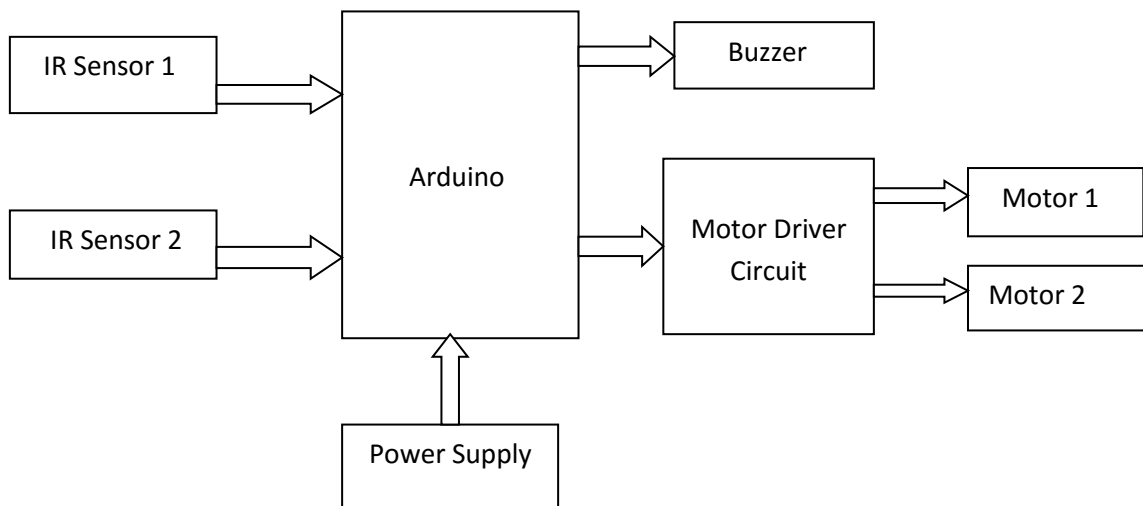 IR Sensor 1
IR Sensor 2
Arduino
Power Supply
Buzzer
Motor Driver
Circuit
Motor 1
Motor 2